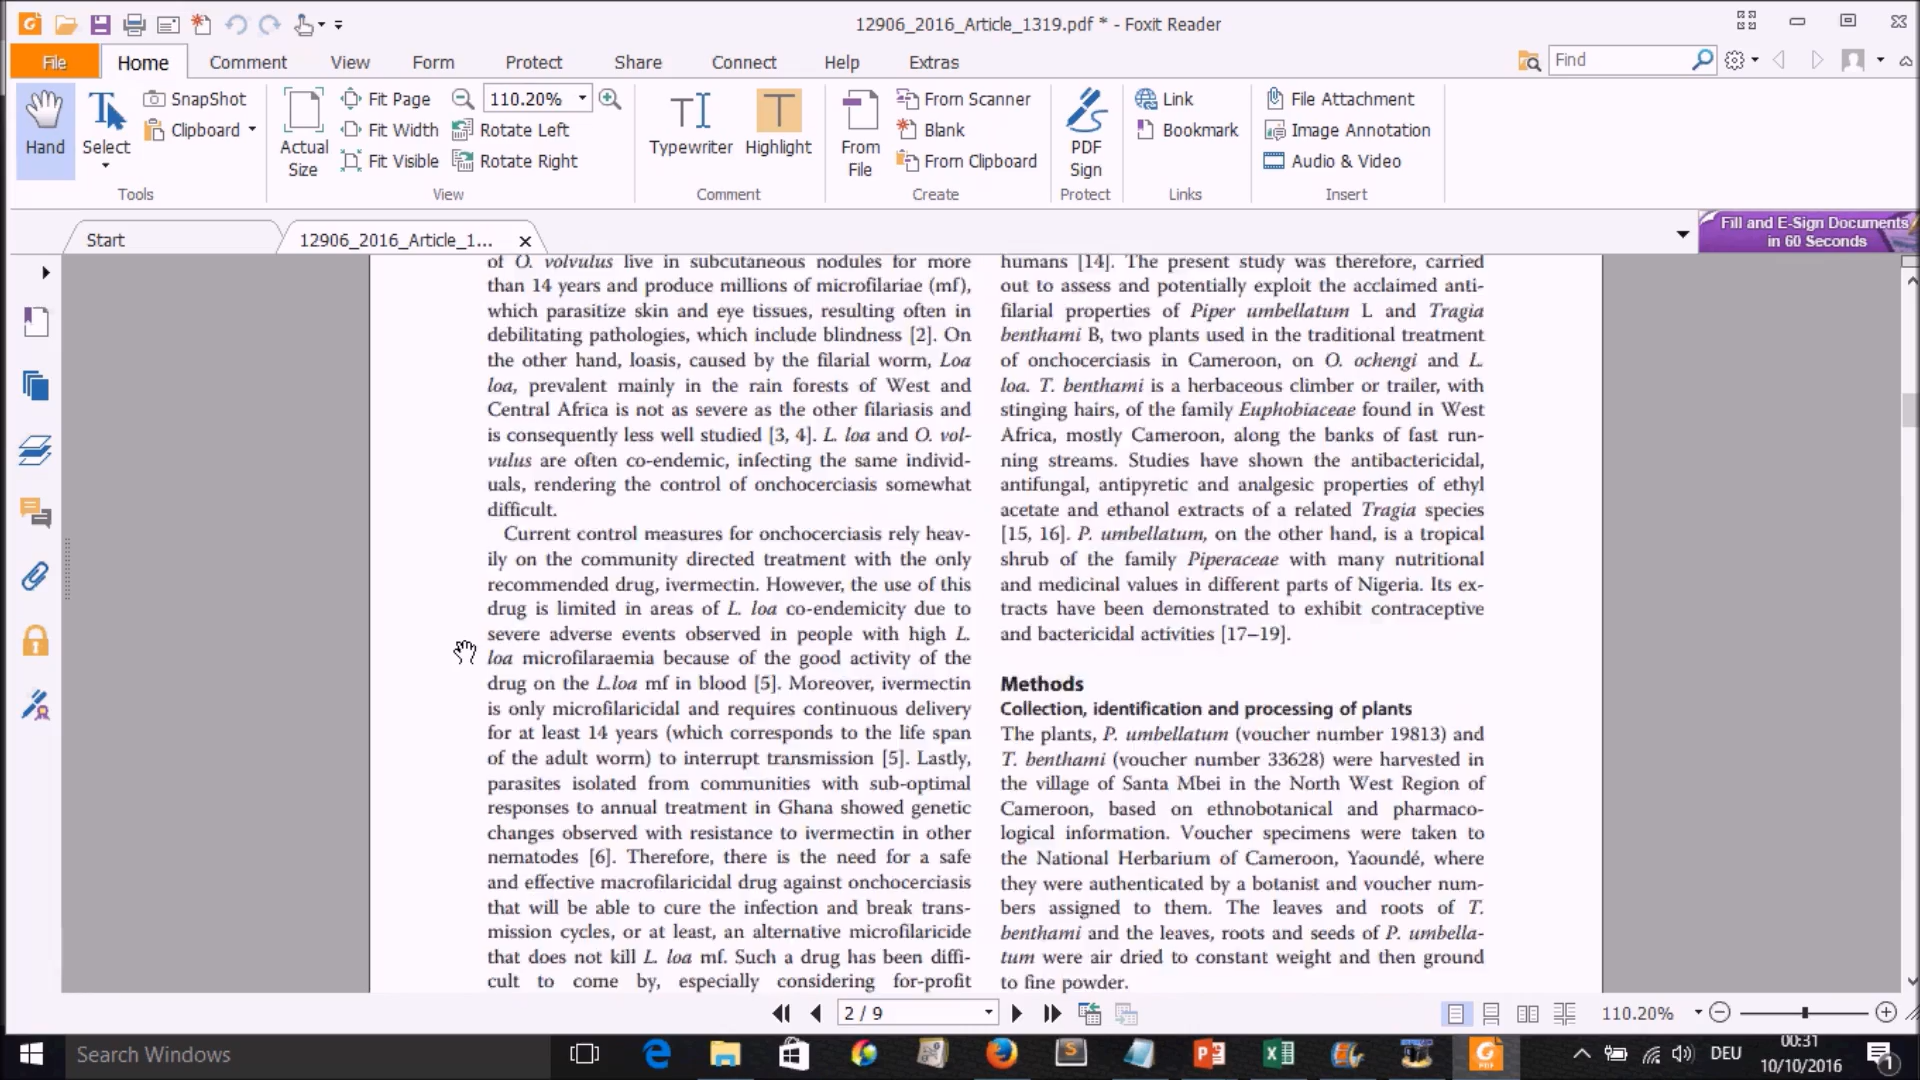 12906_2016_Article_1319.pdf * - Foxit Reader
File Home Comment View Form Protect Share Connect Help Extras
Find
Hand
Select
SnapShot
Clipboard
Tools
Actual
Size
Fit Page
Fit Width
Fit Visible
110.20%
Rotate Left
Rotate Right
View
Typewriter
Highlight
Comment
From
File
From Scanner
Blank
From Clipboard
Create
PDF
Sign
Protect
Link
Bookmark
Links
File Attachment
Image Annotation
Audio & Video
Insert
Start
12906_2016_Article_1...
Fill and E-Sign Documents
in 60 Seconds
of O. volvulus live in subcutaneous nodules for more
than 14 years and produce millions of microfilariae (mf),
which parasitize skin and eye tissues, resulting often in
debilitating pathologies, which include blindness [2]. On
the other hand, loasis, caused by the filarial worm, Loa
loa, prevalent mainly in the rain forests of West and
Central Africa is not as severe as the other filariasis and
is consequently less well studied [3, 4]. L. loa and O. vol-
vulus are often co-endemic, infecting the same individ-
uals, rendering the control of onchocerciasis somewhat
difficult.
Current control measures for onchocerciasis rely heav-
ily on the community directed treatment with the only
recommended drug, ivermectin. However, the use of this
drug is limited in areas of L. loa co-endemicity due to
severe adverse events observed in people with high L.
loa microfilaraemia because of the good activity of the
drug on the L.loa mf in blood [5]. Moreover, ivermectin
is only microfilaricidal and requires continuous delivery
for at least 14 years (which corresponds to the life span
of the adult worm) to interrupt transmission [5]. Lastly,
parasites isolated from communities with sub-optimal
responses to annual treatment in Ghana showed genetic
changes observed with resistance to ivermectin in other
nematodes [6]. Therefore, there is the need for a safe
and effective macrofilaricidal drug against onchocerciasis
that will be able to cure the infection and break trans-
mission cycles, or at least, an alternative microfilaricide
that does not kill L. loa mf. Such a drug has been diffi-
cult to come by, especially considering for-profit
humans [14]. The present study was therefore, carried
out to assess and potentially exploit the acclaimed anti-
filarial properties of Piper umbellatum L and Tragia
benthami B, two plants used in the traditional treatment
of onchocerciasis in Cameroon, on O. ochengi and L.
loa. T. benthami is a herbaceous climber or trailer, with
stinging hairs, of the family Euphobiaceae found in West
Africa, mostly Cameroon, along the banks of fast run-
ning streams. Studies have shown the antibactericidal,
antifungal, antipyretic and analgesic properties of ethyl
acetate and ethanol extracts of a related Tragia species
[15, 16]. P. umbellatum, on the other hand, is a tropical
shrub of the family Piperaceae with many nutritional
and medicinal values in different parts of Nigeria. Its ex-
tracts have been demonstrated to exhibit contraceptive
and bactericidal activities [17–19].
Methods
Collection, identification and processing of plants
The plants, P. umbellatum (voucher number 19813) and
T. benthami (voucher number 33628) were harvested in
the village of Santa Mbei in the North West Region of
Cameroon, based on ethnobotanical and pharmaco-
logical information. Voucher specimens were taken to
the National Herbarium of Cameroon, Yaoundé, where
they were authenticated by a botanist and voucher num-
bers assigned to them. The leaves and roots of T.
benthami and the leaves, roots and seeds of P. umbella-
tum were air dried to constant weight and then ground
to fine powder.
2 / 9
110.20%
Search Windows
DEU
00:31
10/10/2016
1